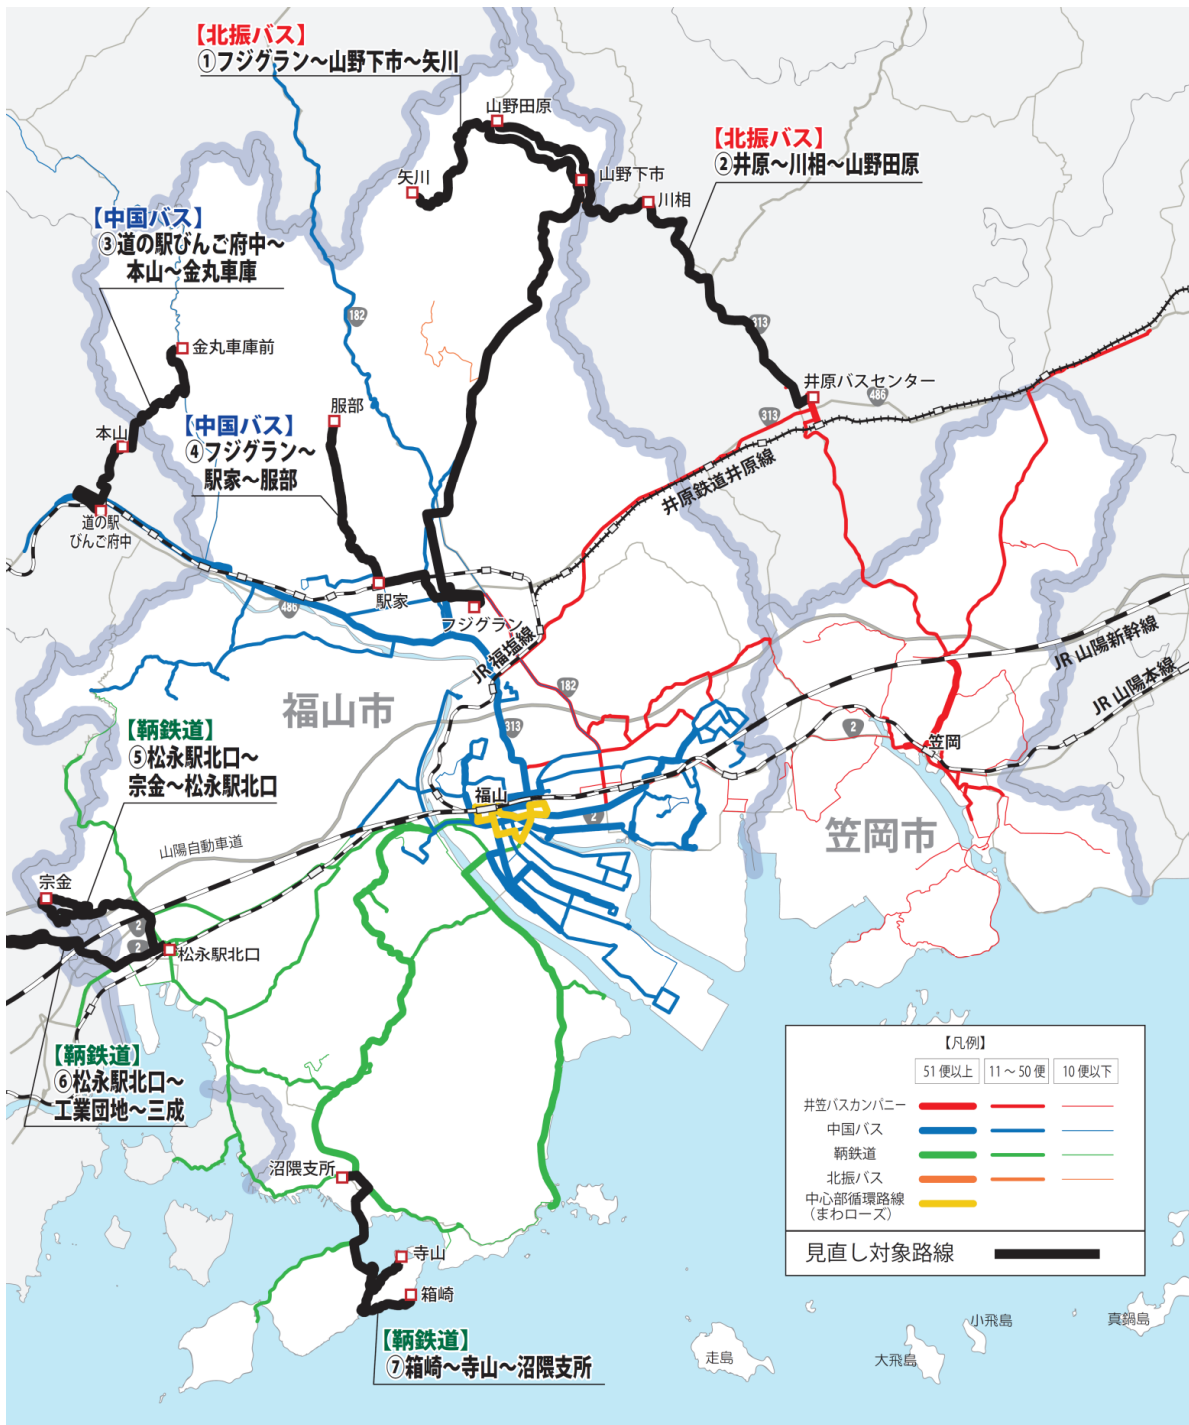 【北振バス】
①フジグラン～山野下市～矢川
山野田原
【北振バス】
②井原～川相～山野田原
山野下市
矢川
川相
【中国バス】
③道の駅びんご府中～
本山～金丸車庫
182
313
金丸車庫前
井原バスセンター
486
服部
313
【中国バス】
④フジグラン～
駅家～服部
本山
井原鉄道井原線
道の駅
びんご府中
駅家
486
フジグラン
JR 福塩線
JR 山陽新幹線
JR 山陽本線
182
福山市
313
2
【鞆鉄道】
⑤松永駅北口～
宗金～松永駅北口
笠岡
福山
2
笠岡市
山陽自動車道
宗金
2
2
松永駅北口
【鞆鉄道】
⑥松永駅北口～
工業団地～三成
【凡例】
51 便以上
11 ～ 50 便
10 便以下
井笠バスカンパニー
中国バス
鞆鉄道
北振バス
中心部循環路線
（まわローズ）
見直し対象路線
沼隈支所
寺山
箱崎
【鞆鉄道】
⑦箱崎～寺山～沼隈支所
走島
小飛島
大飛島
真鍋島